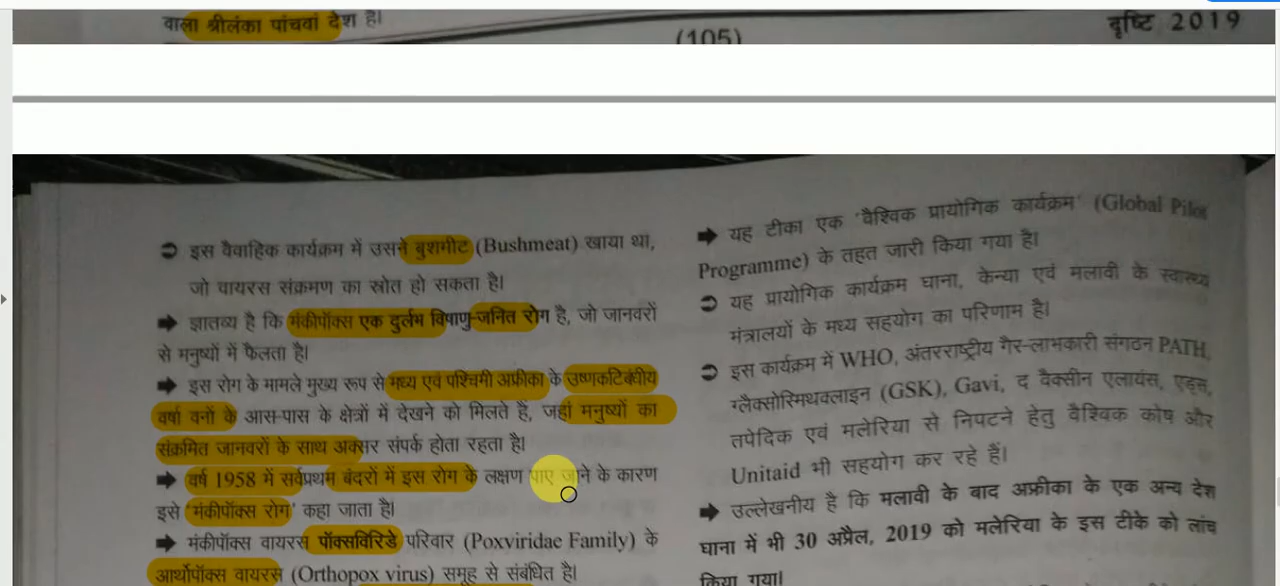 वाला श्रीलंका पांचवां देश है।
(105)
दृष्टि 2019
➲ इस वैवाहिक कार्यक्रम में उसने बुशमीट (Bushmeat) खाया था,
जो वायरस संक्रमण का स्रोत हो सकता है।
➡ ज्ञातव्य है कि मंकीपॉक्स एक दुर्लभ विषाणु-जनित रोग है, जो जानवरों
से मनुष्यों में फैलता है।
➡ इस रोग के मामले मुख्य रूप से मध्य एवं पश्चिमी अफ्रीका के उष्णकटिबंधीय
वर्षा वनों के आस-पास के क्षेत्रों में देखने को मिलते हैं, जहां मनुष्यों का
संक्रमित जानवरों के साथ अक्सर संपर्क होता रहता है।
➡ वर्ष 1958 में सर्वप्रथम बंदरों में इस रोग के लक्षण पाए जाने के कारण
इसे 'मंकीपॉक्स रोग' कहा जाता है।
➡ मंकीपॉक्स वायरस पॉक्सविरिडे परिवार (Poxviridae Family) के
आर्थोपॉक्स वायरस (Orthopox virus) समूह से संबंधित है।
➡ यह टीका एक 'वैश्विक प्रायोगिक कार्यक्रम' (Global Pilot
Programme) के तहत जारी किया गया है।
➲ यह प्रायोगिक कार्यक्रम घाना, केन्या एवं मलावी के स्वास्थ्य
मंत्रालयों के मध्य सहयोग का परिणाम है।
➲ इस कार्यक्रम में WHO, अंतरराष्ट्रीय गैर-लाभकारी संगठन PATH,
ग्लैक्सोस्मिथक्लाइन (GSK), Gavi, द वैक्सीन एलायंस, एड्स,
तपेदिक एवं मलेरिया से निपटने हेतु वैश्विक कोष और
Unitaid भी सहयोग कर रहे हैं।
➡ उल्लेखनीय है कि मलावी के बाद अफ्रीका के एक अन्य देश
घाना में भी 30 अप्रैल, 2019 को मलेरिया के इस टीके को लांच
किया गया।